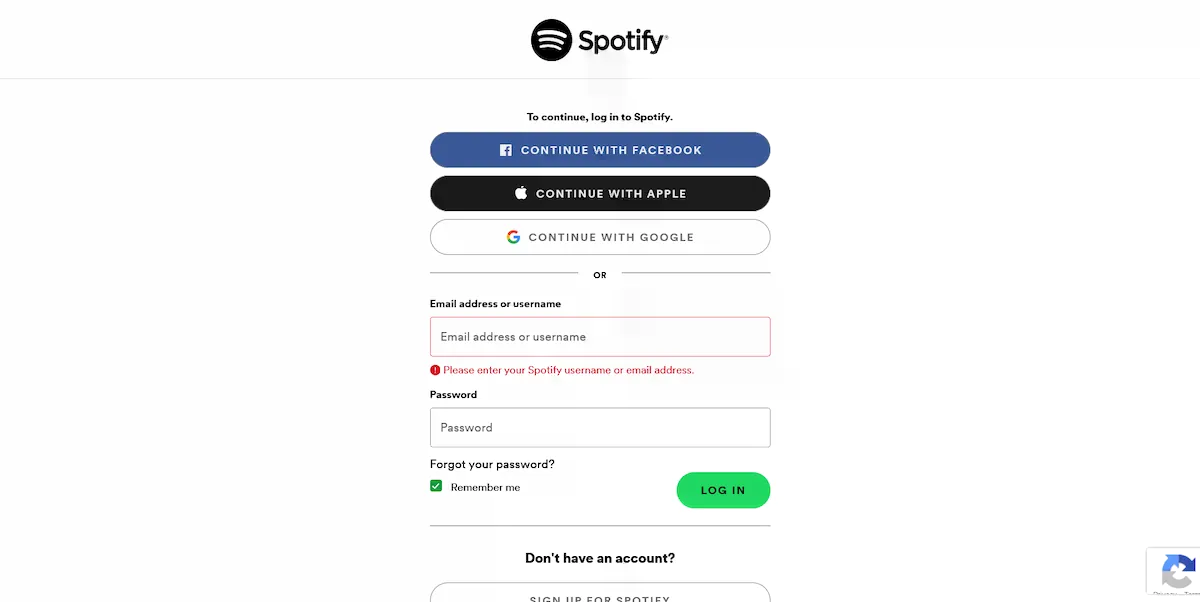 Spotify®
To continue, log in to Spotify.
CONTINUE WITH FACEBOOK
CONTINUE WITH APPLE
CONTINUE WITH GOOGLE
OR
Email address or username
Email address or username
Please enter your Spotify username or email address.
Password
Password
Forgot your password?
Remember me
LOG IN
Don't have an account?
SIGN UP FOR SPOTIFY